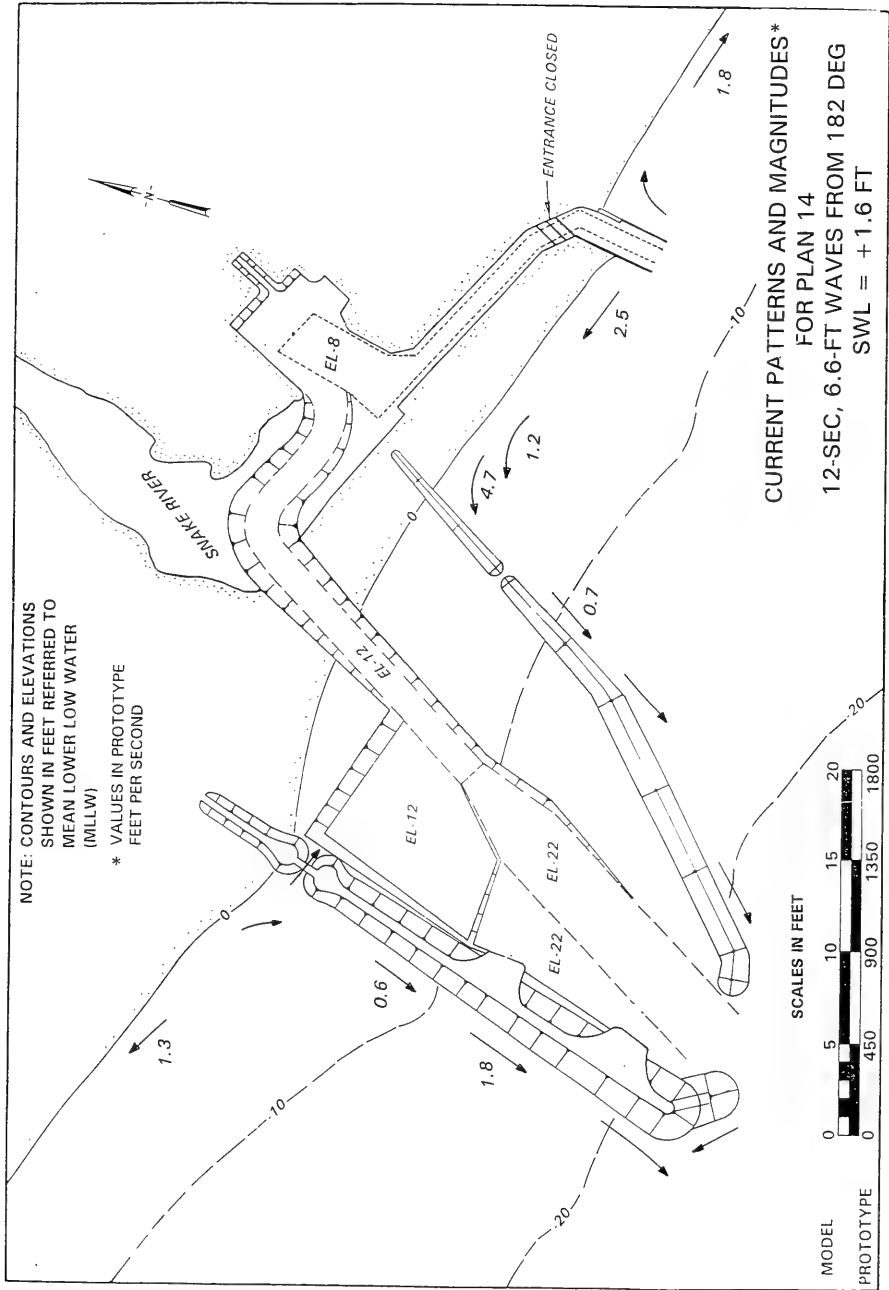 NOTE: CONTOURS AND ELEVATIONS
SHOWN IN FEET REFERRED TO
MEAN LOWER LOW WATER
(MLLW)
* VALUES IN PROTOTYPE
FEET PER SECOND
SNAKE RIVER
-N-
ENTRANCE CLOSED
EL-8
EL-12
EL-12
EL-22
EL-22
0
0
-10
-10
-20
-20
1.3
0.6
1.8
4.7
1.2
0.7
2.5
1.8
SCALES IN FEET
MODEL 0 5 10 15 20
PROTOTYPE 0 450 900 1350 1800
CURRENT PATTERNS AND MAGNITUDES*
FOR PLAN 14
12-SEC, 6.6-FT WAVES FROM 182 DEG
SWL = +1.6 FT